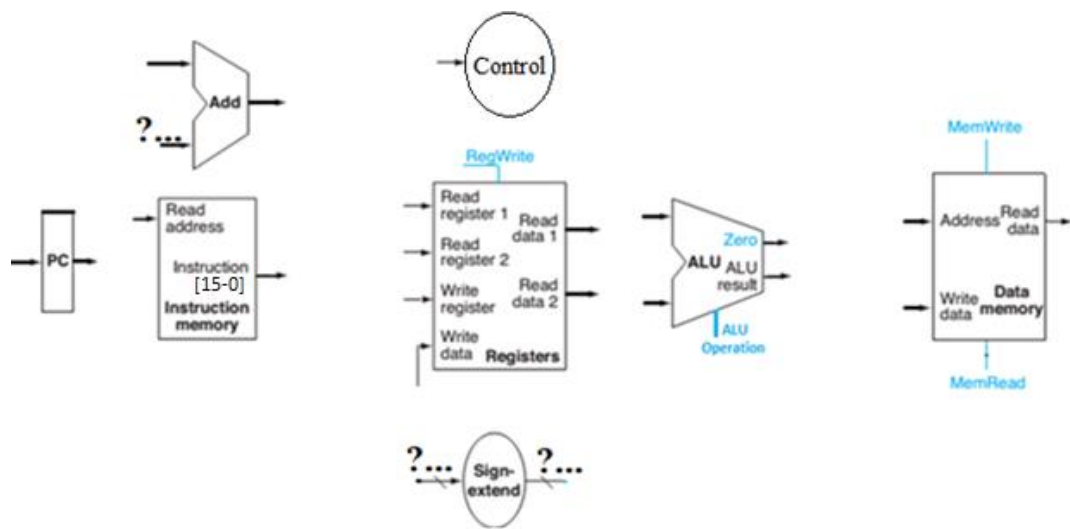 Control
Add
?...
RegWrite
MemWrite
Read
address
Instruction
[15-0]
Instruction
memory
PC
Read
register 1
Read
data 1
Read
register 2
Write
register
Read
data 2
Write
data
Registers
Zero
ALU
ALU
result
ALU
Operation
Address
Read
data
Write
data
Data
memory
MemRead
?...
Sign-
extend
?...